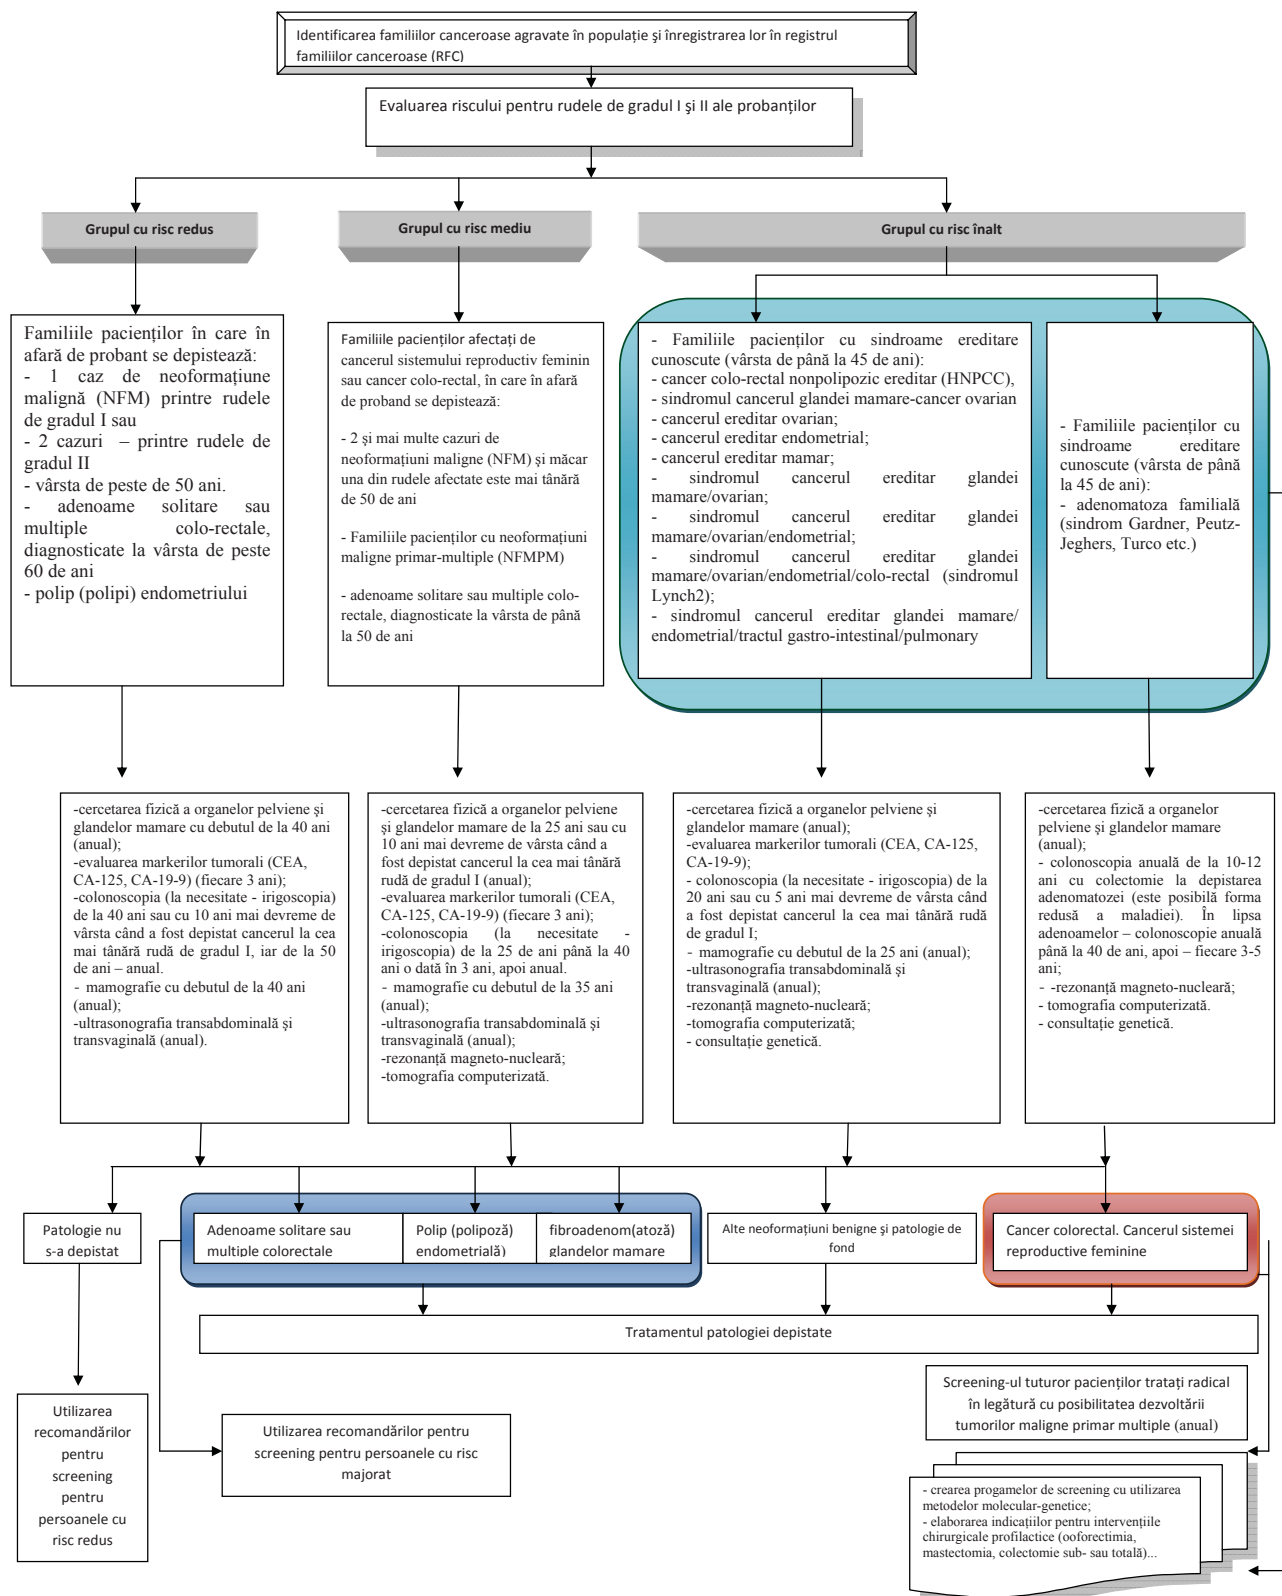 Identificarea familiilor canceroase agravate în populaţie şi înregistrarea lor în registrul
familiilor canceroase (RFC)
Evaluarea riscului pentru rudele de gradul I şi II ale probanţilor
Grupul cu risc redus
Grupul cu risc mediu
Grupul cu risc înalt
Familiile pacienţilor în care în
afară de probant se depistează:
- 1 caz de neoformaţiune
malignă (NFM) printre rudele
de gradul I sau
- 2 cazuri – printre rudele de
gradul II
- vârsta de peste de 50 ani.
- adenoame solitare sau
multiple colo-rectale,
diagnosticate la vârsta de peste
60 de ani
- polip (polipi) endometriului
Familiile pacienţilor afectaţi de
cancerul sistemului reproductiv feminin
sau cancer colo-rectal, în care în afară
de proband se depistează:
- 2 şi mai multe cazuri de
neoformaţiuni maligne (NFM) şi măcar
una din rudele afectate este mai tânără
de 50 de ani
- Familiile pacienţilor cu neoformaţiuni
maligne primar-multiple (NFMPM)
- adenoame solitare sau multiple colo-
rectale, diagnosticate la vârsta de până
la 50 de ani
- Familiile pacienţilor cu sindroame ereditare
cunoscute (vârsta de până la 45 de ani):
- cancer colo-rectal nonpolipozic ereditar (HNPCC),
- sindromul cancerul glandei mamare-cancer ovarian
- cancerul ereditar ovarian;
- cancerul ereditar endometrial;
- cancerul ereditar mamar;
- sindromul cancerul ereditar glandei
mamare/ovarian;
- sindromul cancerul ereditar glandei
mamare/ovarian/endometrial;
- sindromul cancerul ereditar glandei
mamare/ovarian/endometrial/colo-rectal (sindromul
Lynch2);
- sindromul cancerul ereditar glandei mamare/
endometrial/tractul gastro-intestinal/pulmonary
- Familiile pacienţilor cu
sindroame ereditare
cunoscute (vârsta de până
la 45 de ani):
- adenomatoza familială
(sindrom Gardner, Peutz-
Jeghers, Turco etc.)
-cercetarea fizică a organelor pelviene şi
glandelor mamare cu debutul de la 40 ani
(anual);
-evaluarea markerilor tumorali (CEA,
CA-125, CA-19-9) (fiecare 3 ani);
-colonoscopia (la necesitate - irigoscopia)
de la 40 ani sau cu 10 ani mai devreme de
vârsta când a fost depistat cancerul la cea
mai tânără rudă de gradul I, iar de la 50
de ani – anual.
- mamografie cu debutul de la 40 ani
(anual);
-ultrasonografia transabdominală şi
transvaginală (anual).
-cercetarea fizică a organelor pelviene
şi glandelor mamare de la 25 ani sau cu
10 ani mai devreme de vârsta când a
fost depistat cancerul la cea mai tânără
rudă de gradul I (anual);
-evaluarea markerilor tumorali (CEA,
CA-125, CA-19-9) (fiecare 3 ani);
-colonoscopia (la necesitate -
irigoscopia) de la 25 de ani până la 40
ani o dată în 3 ani, apoi anual.
- mamografie cu debutul de la 35 ani
(anual);
-ultrasonografia transabdominală şi
transvaginală (anual);
-rezonanţă magneto-nucleară;
-tomografia computerizată.
-cercetarea fizică a organelor pelviene şi
glandelor mamare (anual);
-evaluarea markerilor tumorali (CEA, CA-125,
CA-19-9);
- colonoscopia (la necesitate - irigoscopia) de la
20 ani sau cu 5 ani mai devreme de vârsta când
a fost depistat cancerul la cea mai tânără rudă
de gradul I;
- mamografie cu debutul de la 25 ani (anual);
-ultrasonografia transabdominală şi
transvaginală (anual);
-rezonanţă magneto-nucleară;
-tomografia computerizată;
- consultaţie genetică.
-cercetarea fizică a organelor
pelviene şi glandelor mamare
(anual);
- colonoscopia anuală de la 10-12
ani cu colectomie la depistarea
adenomatozei (este posibilă forma
redusă a maladiei). În lipsa
adenoamelor – colonoscopie anuală
până la 40 de ani, apoi – fiecare 3-5
ani;
- -rezonanţă magneto-nucleară;
- tomografia computerizată.
- consultaţie genetică.
Patologie nu
s-a depistat
Adenoame solitare sau
multiple colorectale
Polip (polipoză)
endometrială)
fibroadenom(atoză)
glandelor mamare
Alte neoformaţiuni benigne şi patologie de
fond
Cancer colorectal. Cancerul sistemei
reproductive feminine
Tratamentul patologiei depistate
Utilizarea
recomandărilor
pentru
screening
pentru
persoanele cu
risc redus
Utilizarea recomandărilor pentru
screening pentru persoanele cu risc
majorat
Screening-ul tuturor pacienţilor trataţi radical
în legătură cu posibilitatea dezvoltării
tumorilor maligne primar multiple (anual)
- crearea progamelor de screening cu utilizarea
metodelor molecular-genetice;
- elaborarea indicaţiilor pentru intervenţiile
chirurgicale profilactice (ooforectimia,
mastectomia, colectomie sub- sau totală)...